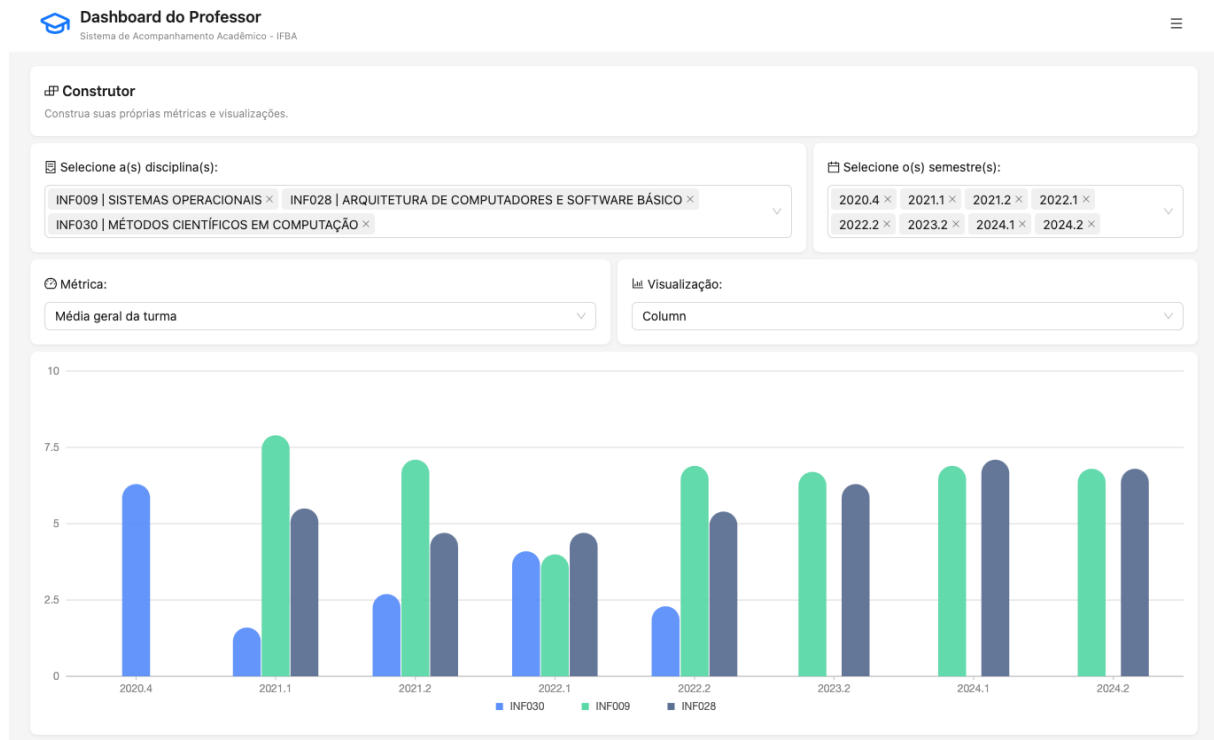 Dashboard do Professor
Sistema de Acompanhamento Acadêmico - IFBA
Construtor
Construa suas próprias métricas e visualizações.
Selecione a(s) disciplina(s):
INF009 | SISTEMAS OPERACIONAIS × INF028 | ARQUITETURA DE COMPUTADORES E SOFTWARE BÁSICO ×
INF030 | MÉTODOS CIENTÍFICOS EM COMPUTAÇÃO ×
Selecione o(s) semestre(s):
2020.4 × 2021.1 × 2021.2 × 2022.1 ×
2022.2 × 2023.2 × 2024.1 × 2024.2 ×
Métrica:
Média geral da turma
Visualização:
Column
10
7.5
5
2.5
0
2020.4 2021.1 2021.2 2022.1 2022.2 2023.2 2024.1 2024.2
INF030 INF009 INF028